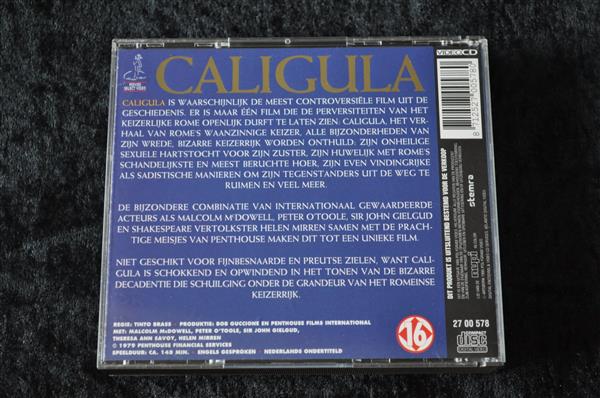 CALIGULA
CALIGULA IS WAARSCHIJNLIJK DE MEEST CONTROVERSIËLE FILM UIT DE
GESCHIEDENIS. ER IS MAAR ÉÉN FILM DIE DE PERVERSITEITEN VAN HET
KEIZERLIJKE ROME OPENLIJK DURFT TE LATEN ZIEN. CALIGULA, HET VER-
HAAL VAN ROME'S WAANZINNIGE KEIZER, ALLE BIJZONDERHEDEN VAN
ZIJN WREDE, BIZARRE KEIZERRIJK WORDEN ONTHULD. ZIJN ONHEILIGE
SEXUELE HARTSTOCHT VOOR ZIJN ZUSTER, ZIJN HUWELIJK MET ROME'S
SCHANDELIJKSTE EN MEEST BERUCHTE HOER, ZIJN EVEN VINDINGRIJKE
ALS SADISTISCHE MANIEREN OM ZIJN TEGENSTANDERS UIT DE WEG TE
RUIMEN EN VEEL MEER.
DE BIJZONDERE COMBINATIE VAN INTERNATIONAAL GEWAARDEERDE
ACTEURS ALS MALCOLM McDOWELL, PETER O'TOOLE, SIR JOHN GIELGUD
EN SHAKESPEARE VERTOLKSTER HELEN MIRREN SAMEN MET DE PRACH-
TIGE MEISJES VAN PENTHOUSE MAKEN DIT TOT EEN UNIEKE FILM.
NIET GESCHIKT VOOR FIJNBESNAARDE EN PREUTSE ZIELEN, WANT CALI-
GULA IS SCHOKKEND EN OPWINDEND IN HET TONEN VAN DE BIZARRE
DECADENTIE DIE SCHUILING ONDER DE GRANDEUR VAN HET ROMEINSE
KEIZERRIJK.
REGIE: TINTO BRASS · PRODUKTIE: BOB GUCCIONE EN PENTHOUSE FILMS INTERNATIONAL
MET: MALCOLM McDOWELL, PETER O'TOOLE, SIR JOHN GIELGUD,
THERESA ANN SAVOY, HELEN MIRREN
© 1979 PENTHOUSE FINANCIAL SERVICES
SPEELDUUR: CA. 148 MIN. · ENGELS GESPROKEN · NEDERLANDS ONDERTITELD
16
VIDEO CD
DIT PRODUKT IS UITSLUITEND BESTEMD VOOR DE VERKOOP
stemra
27 00 578
COMPACT
disc
DIGITAL VIDEO